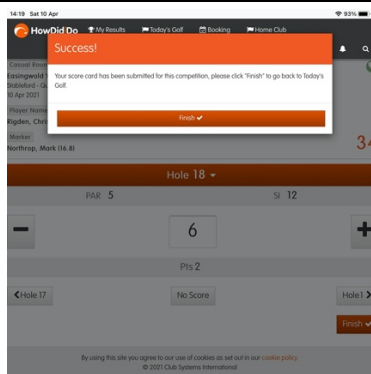 14:19 Sat 10 Apr
93%
HowDidDo My Results Today's Golf Booking Home Club
Success!
Your score card has been submitted for this competition, please click "Finish" to go back to Today's
Golf.
Finish
Casual
Easingwold
Stableford
10 Apr 2021
Player Name
Rigden,
Marker
Northrop, Mark (16.8)
Hole 18
PAR 5 SI 12
− 6 +
Pts 2
Hole 17 No Score Hole 1
Finish
By using this site you agree to our use of cookies as set out in our cookie policy
© 2021 Club Systems International